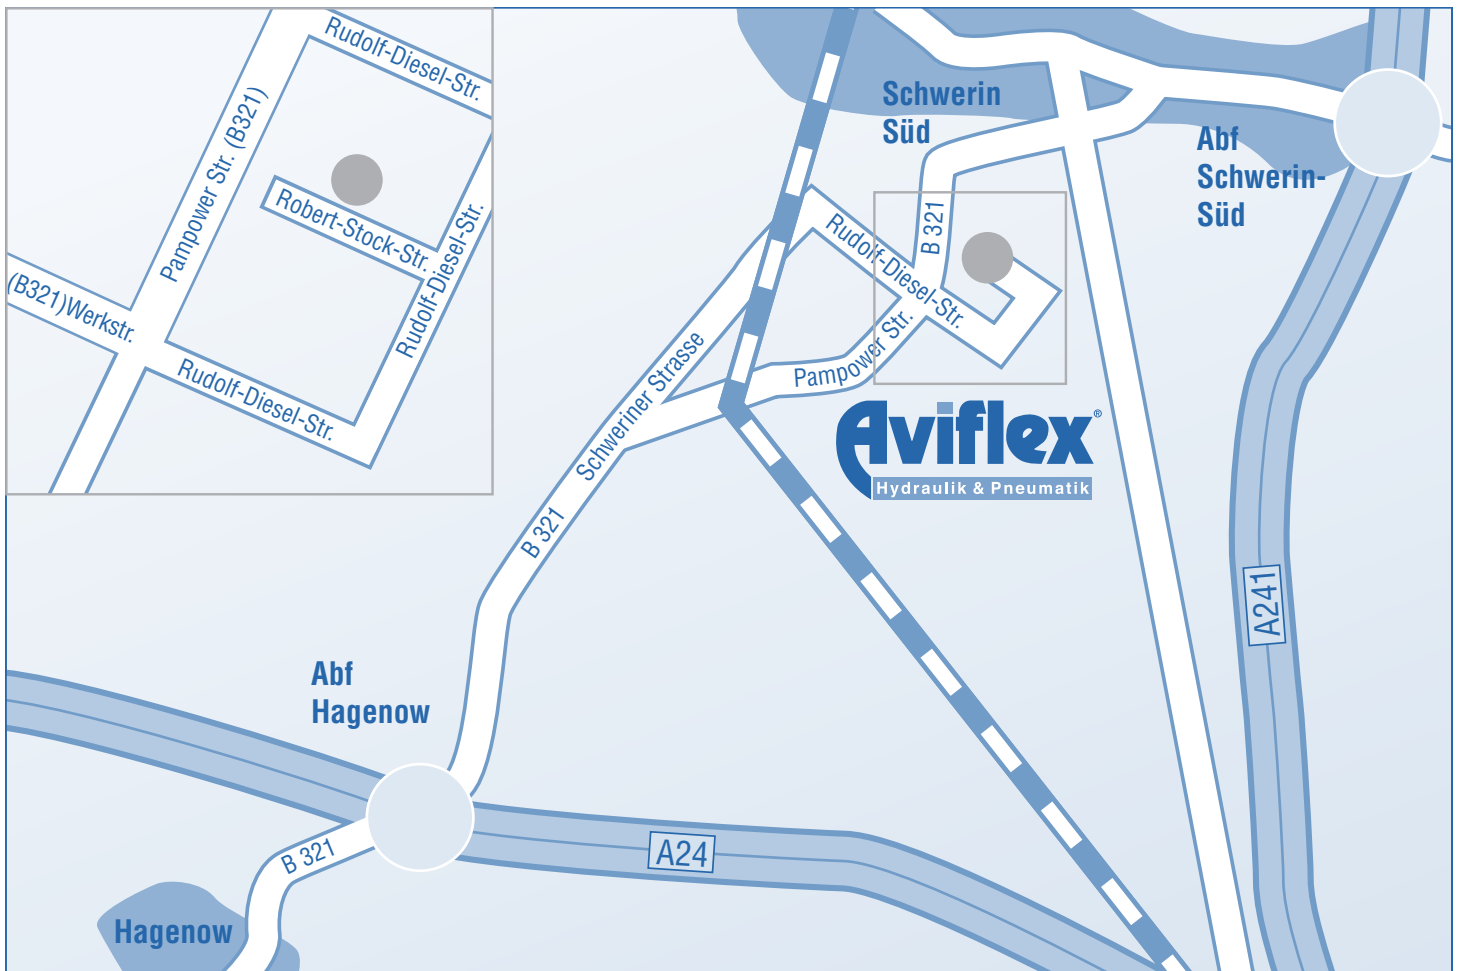 Rudolf-Diesel-Str.
Pampower Str. (B321)
Robert-Stock-Str.
Rudolf-Diesel-Str.
(B321)Werkstr.
Rudolf-Diesel-Str.
Schwerin
Süd
Abf
Schwerin-
Süd
B 321
Rudolf-Diesel-Str.
Pampower Str.
Schweriner Strasse
Aviflex®
Hydraulik & Pneumatik
B 321
A241
Abf
Hagenow
A24
B 321
Hagenow